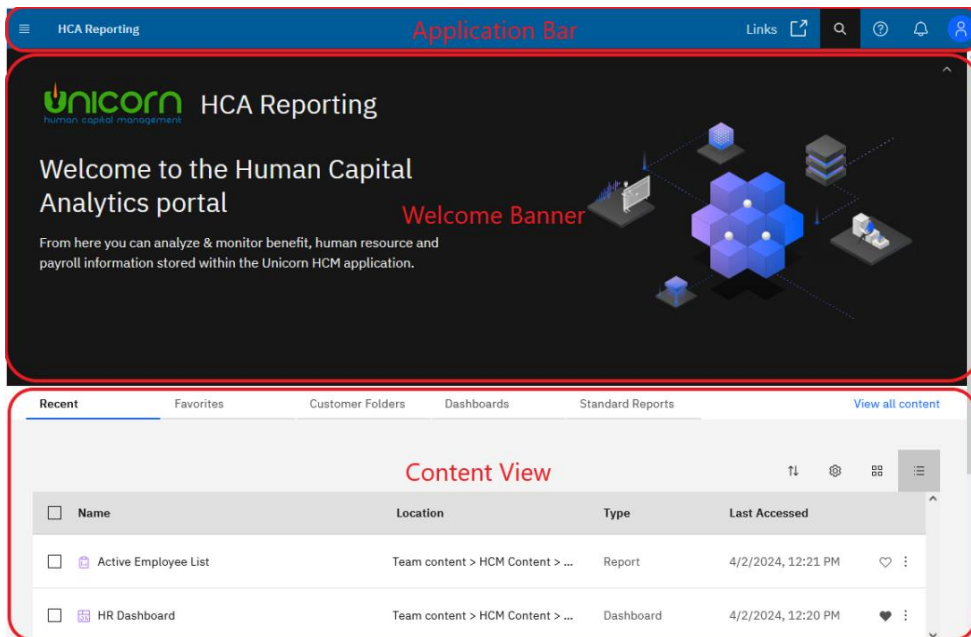 HCA Reporting
Application Bar
Links
unicorn
human capital management
HCA Reporting
Welcome to the Human Capital
Analytics portal
Welcome Banner
From here you can analyze & monitor benefit, human resource and
payroll information stored within the Unicorn HCM application.
Recent Favorites Customer Folders Dashboards Standard Reports View all content
Content View
Name Location Type Last Accessed
Active Employee List Team content > HCM Content > ... Report 4/2/2024, 12:21 PM
HR Dashboard Team content > HCM Content > ... Dashboard 4/2/2024, 12:20 PM